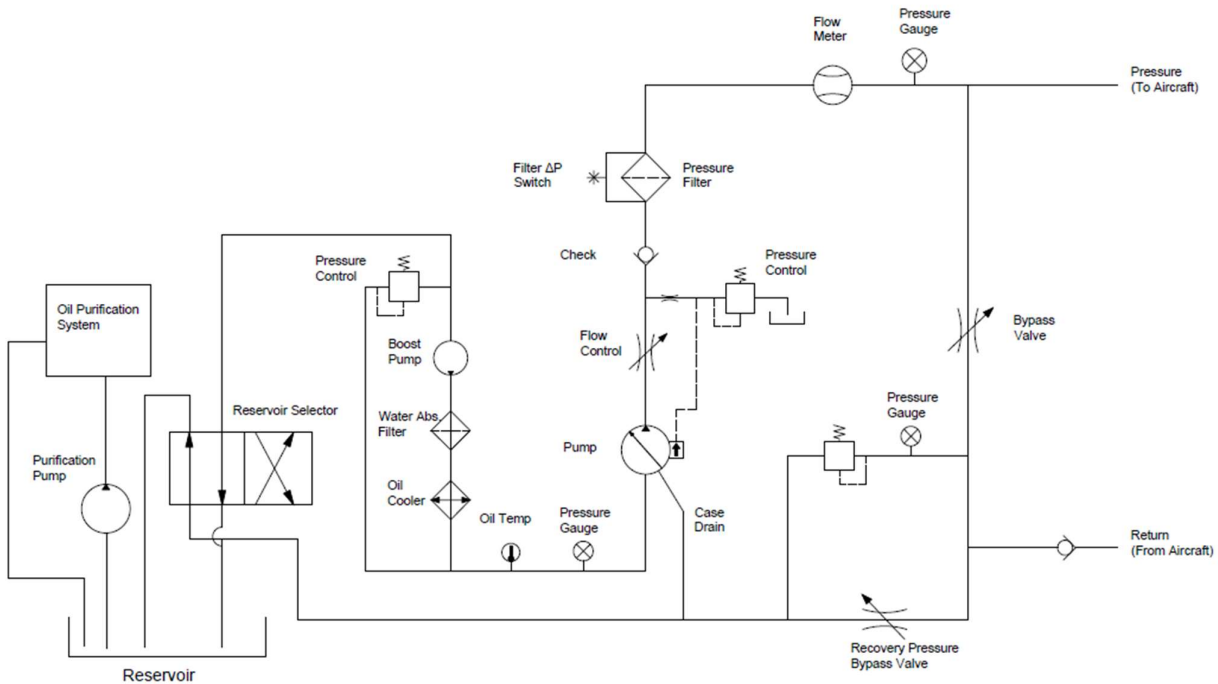 Flow
Meter
Pressure
Gauge
Pressure
(To Aircraft)
Filter ΔP
Switch
Pressure
Filter
Check
Pressure
Control
Pressure
Control
Oil Purification
System
Flow
Control
Bypass
Valve
Boost
Pump
Reservoir Selector
Water Abs.
Filter
Pressure
Gauge
Pump
Purification
Pump
Oil
Cooler
Oil Temp
Pressure
Gauge
Case
Drain
Return
(From Aircraft)
Recovery Pressure
Bypass Valve
Reservoir